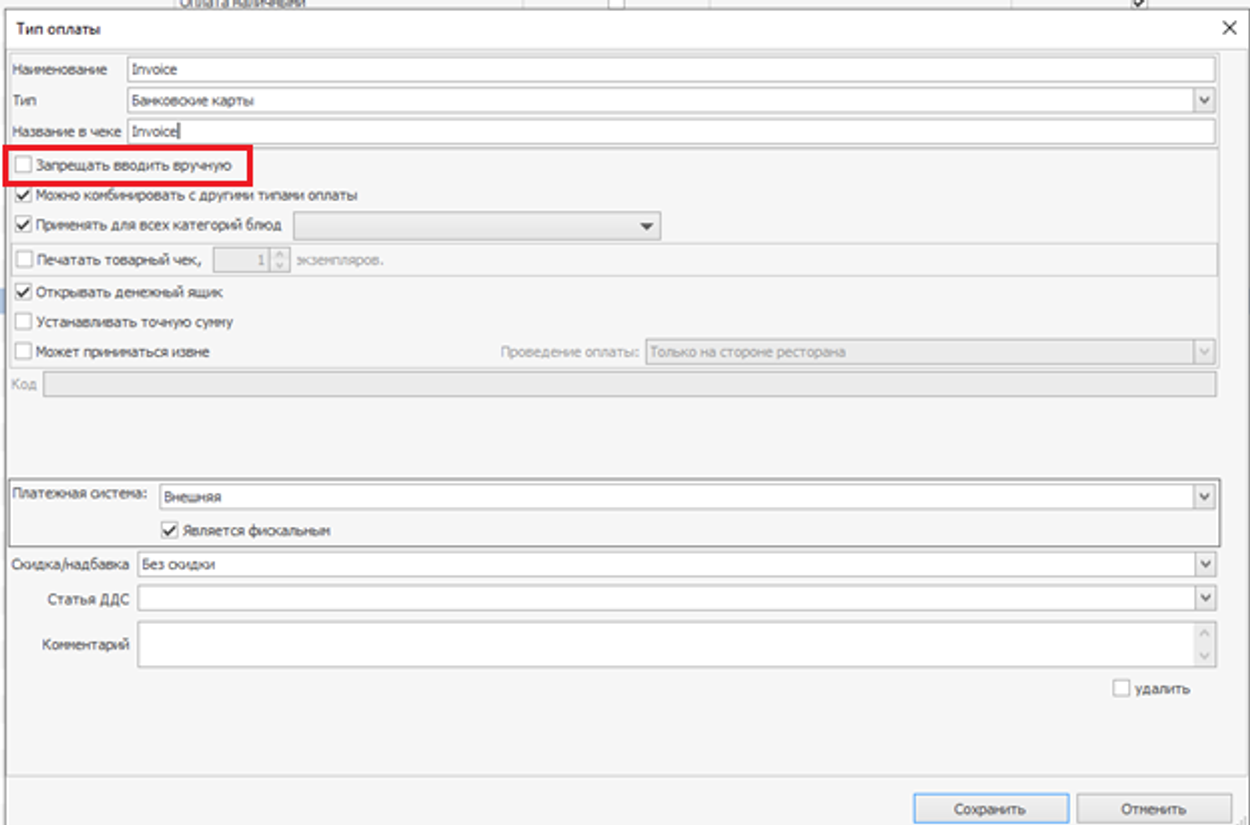 Оплата наличными
Тип оплаты
Наименование Invoice
Тип Банковские карты
Название в чеке Invoice
Запрещать вводить вручную
Можно комбинировать с другими типами оплаты
Применять для всех категорий блюд
Печатать товарный чек, 1 экземпляров.
Открывать денежный ящик
Устанавливать точную сумму
Может приниматься извне Проведение оплаты: Только на стороне ресторана
Код
Платежная система: Внешняя
Является фискальным
Скидка/надбавка Без скидки
Статья ДДС
Комментарий
удалить
Сохранить Отменить